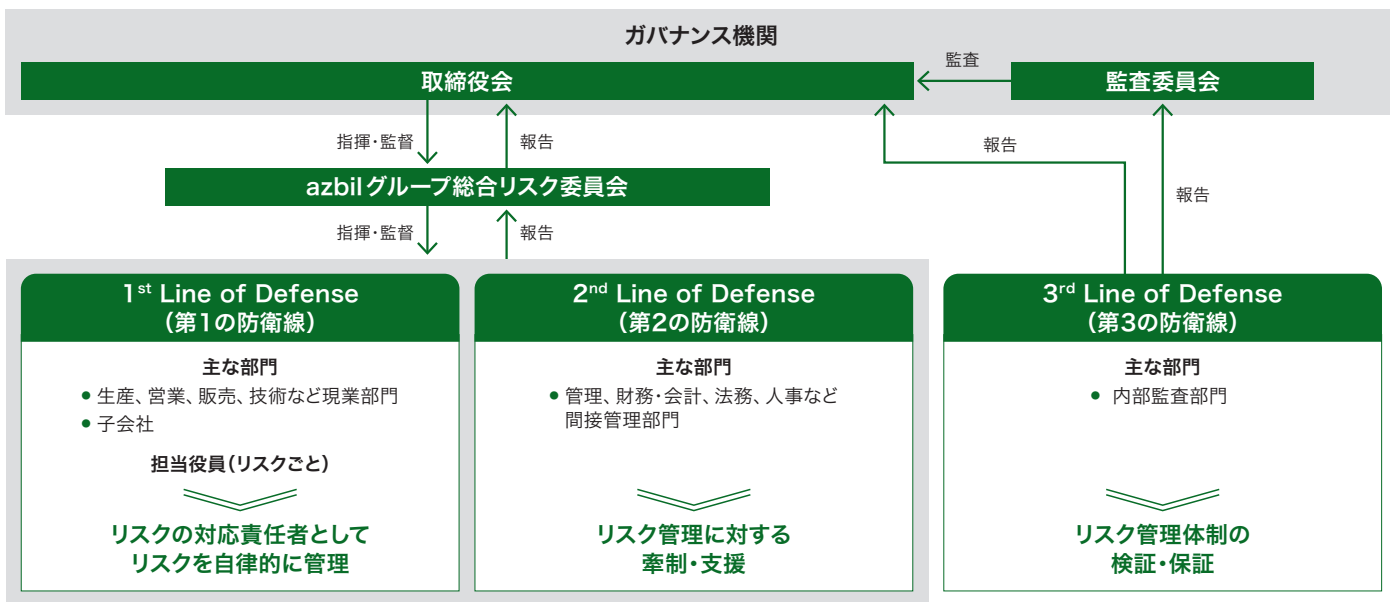 ガバナンス機関
取締役会
監査
監査委員会
指揮・監督
報告
報告
報告
azbilグループ総合リスク委員会
指揮・監督
報告
1st Line of Defense
(第1の防衛線)
主な部門
● 生産、営業、販売、技術など現業部門
● 子会社
担当役員(リスクごと)
リスクの対応責任者として
リスクを自律的に管理
2nd Line of Defense
(第2の防衛線)
主な部門
● 管理、財務・会計、法務、人事など
間接管理部門
リスク管理に対する
牽制・支援
3rd Line of Defense
(第3の防衛線)
主な部門
● 内部監査部門
リスク管理体制の
検証・保証